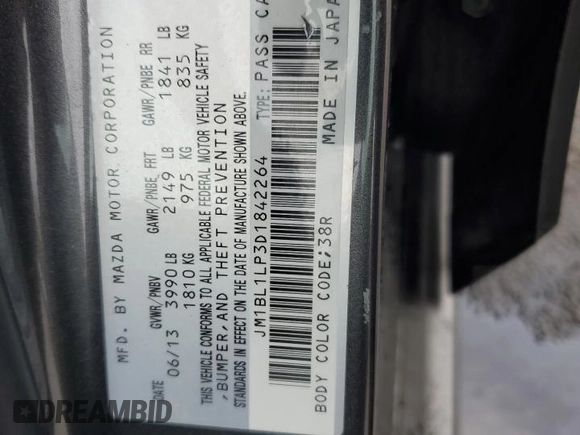 MFD. BY MAZDA MOTOR CORPORATION
DATE GVWR/PNBV GAWR/PNBE FRT GAWR/PNBE RR
06/13 3990 LB 2149 LB 1841 LB
1810 KG 975 KG 835 KG
THIS VEHICLE CONFORMS TO ALL APPLICABLE FEDERAL MOTOR VEHICLE SAFETY
, BUMPER, AND THEFT PREVENTION
STANDARDS IN EFFECT ON THE DATE OF MANUFACTURE SHOWN ABOVE.
JM1BL1LP3D1842264 TYPE: PASS CA
BODY COLOR CODE;38R MADE IN JAPA
DREAMBID